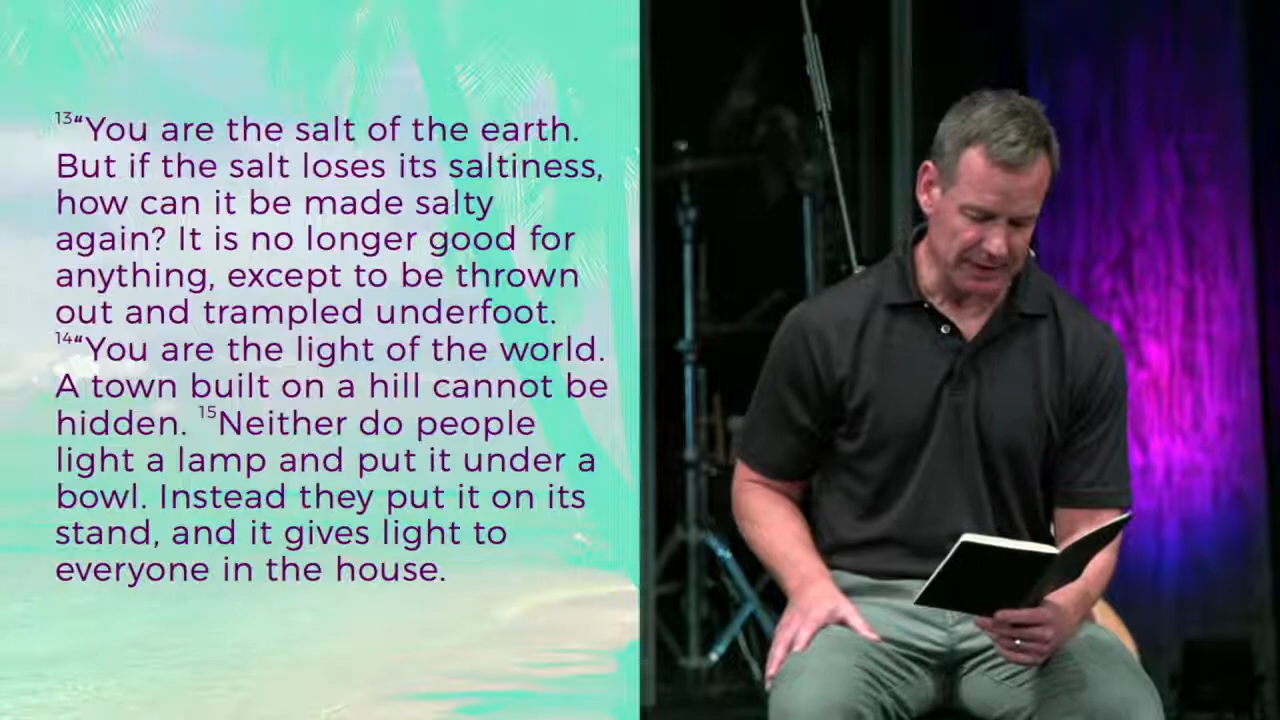 13“You are the salt of the earth.
But if the salt loses its saltiness,
how can it be made salty
again? It is no longer good for
anything, except to be thrown
out and trampled underfoot.
14“You are the light of the world.
A town built on a hill cannot be
hidden. 15Neither do people
light a lamp and put it under a
bowl. Instead they put it on its
stand, and it gives light to
everyone in the house.